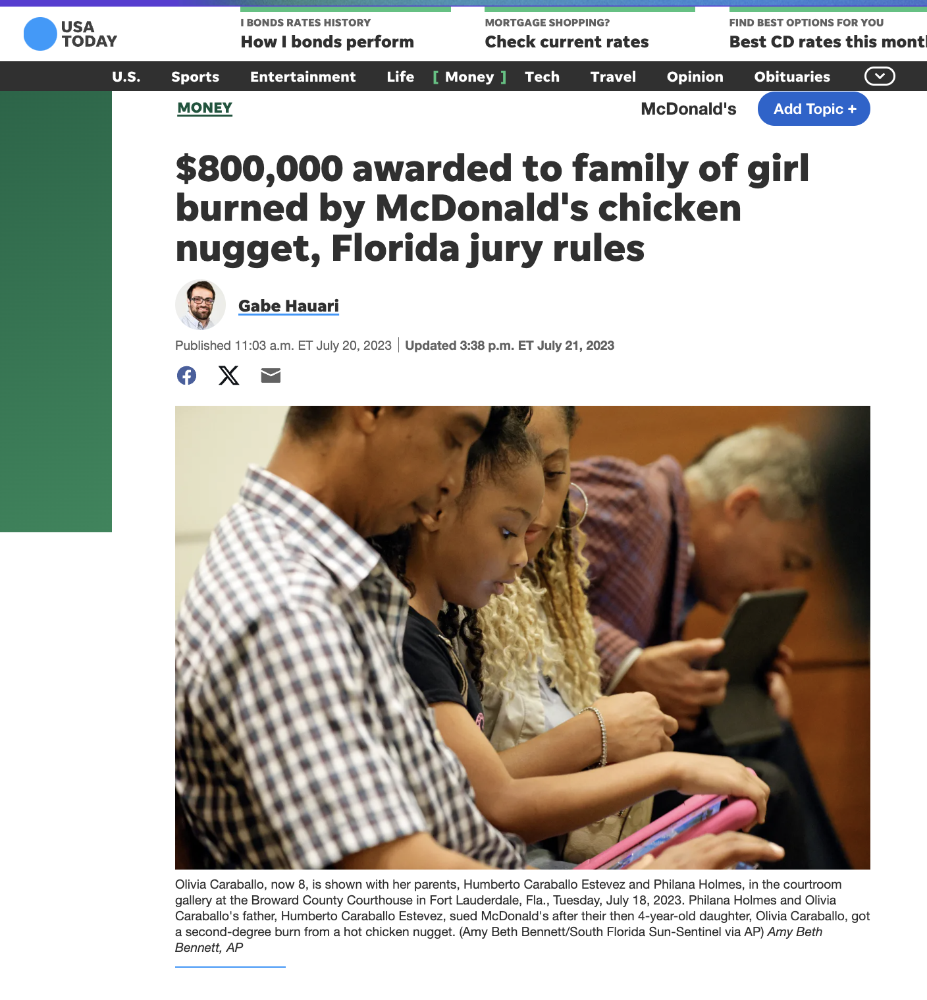 USA
TODAY
I BONDS RATES HISTORY
How I bonds perform
MORTGAGE SHOPPING?
Check current rates
FIND BEST OPTIONS FOR YOU
Best CD rates this mont
U.S.
Sports
Entertainment
Life
[ Money ]
Tech
Travel
Opinion
Obituaries
MONEY
McDonald's
Add Topic +
$800,000 awarded to family of girl
burned by McDonald's chicken
nugget, Florida jury rules
Gabe Hauari
Published 11:03 a.m. ET July 20, 2023 | Updated 3:38 p.m. ET July 21, 2023
Olivia Caraballo, now 8, is shown with her parents, Humberto Caraballo Estevez and Philana Holmes, in the courtroom
gallery at the Broward County Courthouse in Fort Lauderdale, Fla., Tuesday, July 18, 2023. Philana Holmes and Olivia
Caraballo's father, Humberto Caraballo Estevez, sued McDonald's after their then 4-year-old daughter, Olivia Caraballo, got
a second-degree burn from a hot chicken nugget. (Amy Beth Bennett/South Florida Sun-Sentinel via AP) Amy Beth
Bennett, AP